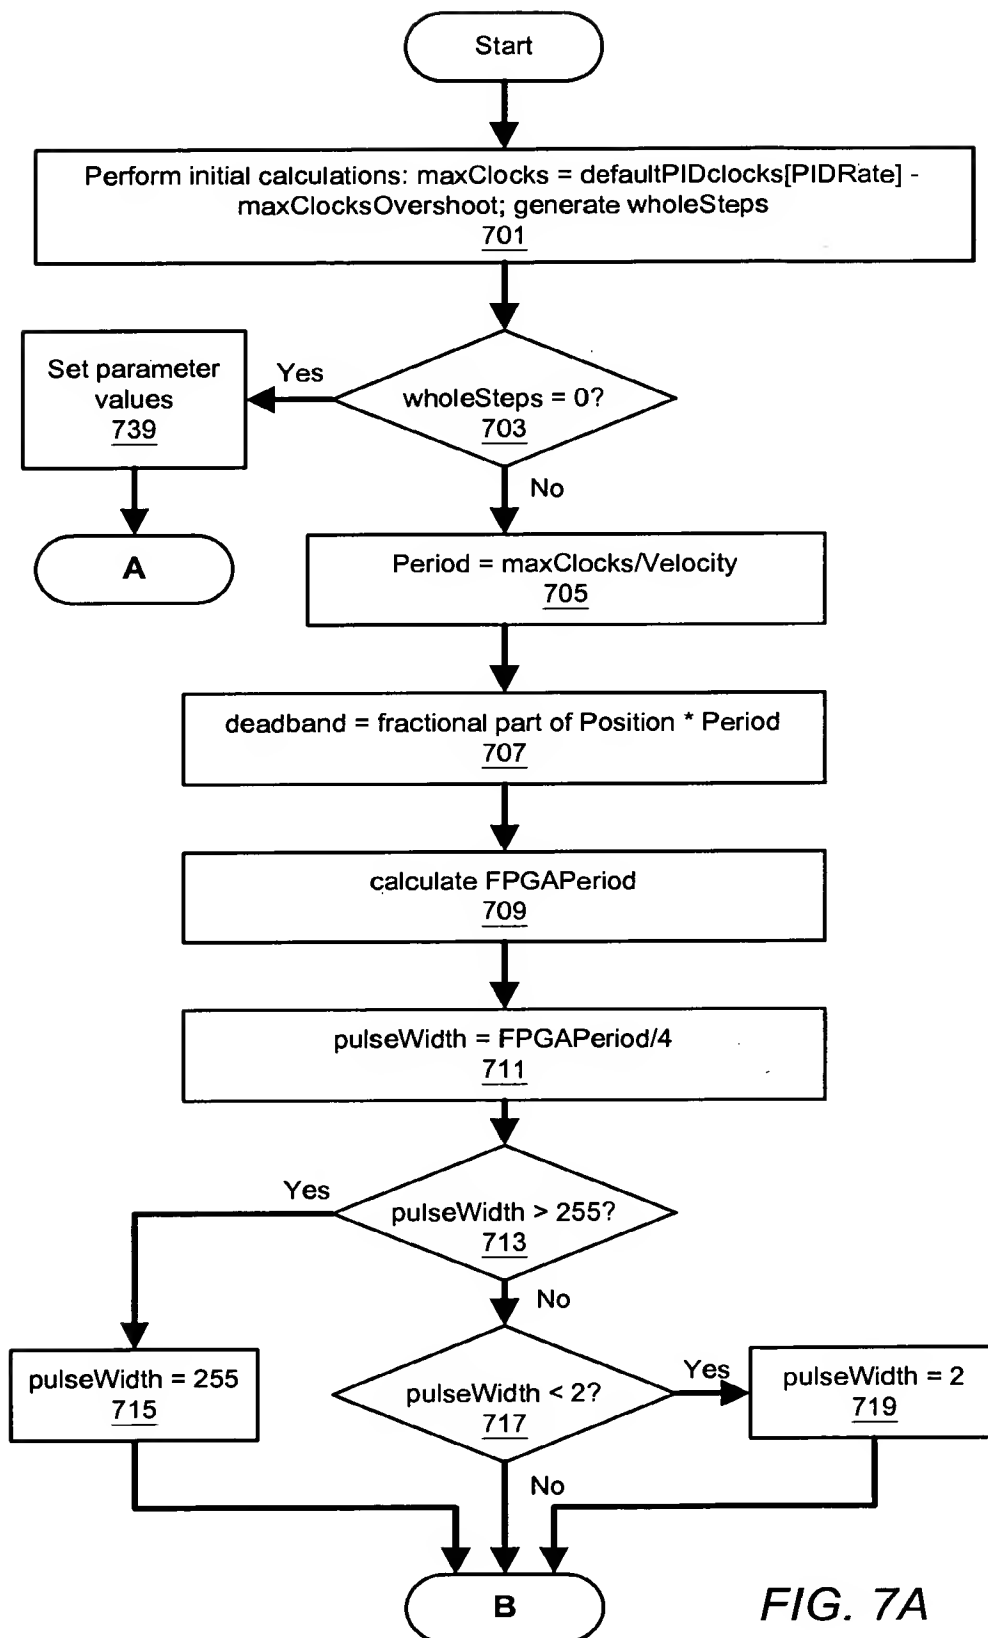 Start
Perform initial calculations: maxClocks = defaultPIDclocks[PIDRate] -
maxClocksOvershoot; generate wholeSteps
701
Set parameter
values
739
Yes
wholeSteps = 0?
703
No
A
Period = maxClocks/Velocity
705
deadband = fractional part of Position * Period
707
calculate FPGAPeriod
709
pulseWidth = FPGAPeriod/4
711
Yes
pulseWidth > 255?
713
No
pulseWidth = 255
715
pulseWidth < 2?
717
Yes
pulseWidth = 2
719
No
B
FIG. 7A